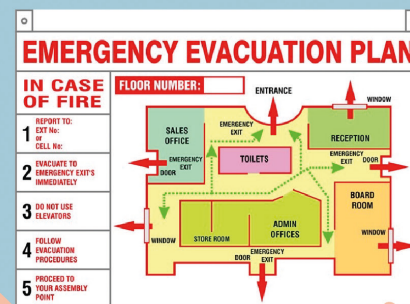 EMERGENCY EVACUATION PLAN
IN CASE
OF FIRE
1 REPORT TO:
EXT No:
or
CELL No:
2 EVACUATE TO
EMERGENCY EXIT'S
IMMEDIATELY
3 DO NOT USE
ELEVATORS
4 FOLLOW
EVACUATION
PROCEDURES
5 PROCEED TO
YOUR ASSEMBLY
POINT
FLOOR NUMBER:
ENTRANCE
WINDOW
SALES
OFFICE
EMERGENCY
EXIT
RECEPTION
TOILETS
EMERGENCY
EXIT
DOOR
EMERGENCY
EXIT
DOOR
BOARD
ROOM
WINDOW
STORE ROOM
ADMIN
OFFICES
WINDOW
DOOR
EMERGENCY
EXIT